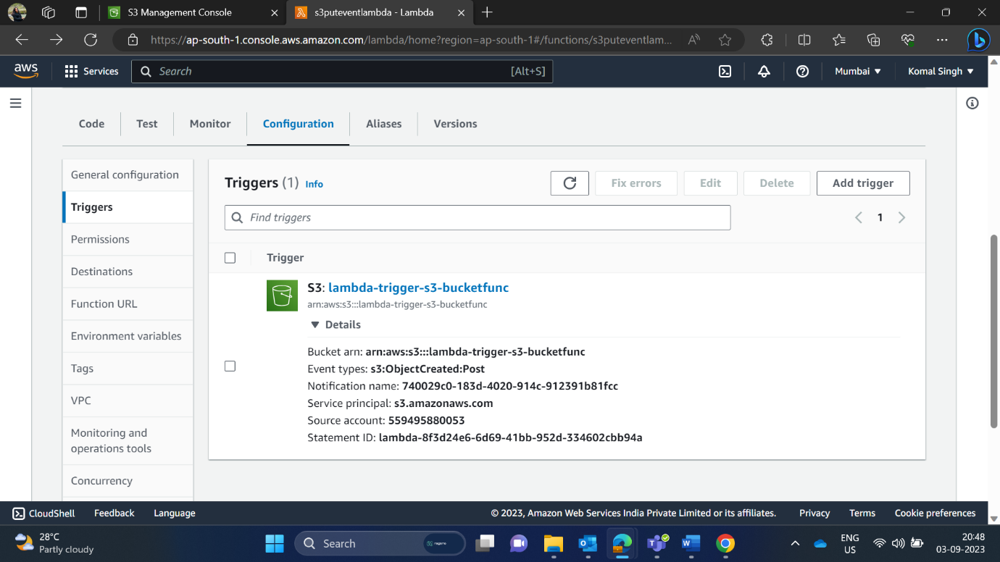 S3 Management Console
s3puteventlambda - Lambda
https://ap-south-1.console.aws.amazon.com/lambda/home?region=ap-south-1#/functions/s3puteventlam...
aws
Services
Search
[Alt+S]
Mumbai
Komal Singh
Code
Test
Monitor
Configuration
Aliases
Versions
General configuration
Triggers
Permissions
Destinations
Function URL
Environment variables
Tags
VPC
Monitoring and
operations tools
Concurrency
Triggers (1) Info
Fix errors
Edit
Delete
Add trigger
Find triggers
1
Trigger
S3: lambda-trigger-s3-bucketfunc
arn:aws:s3:::lambda-trigger-s3-bucketfunc
Details
Bucket arn: arn:aws:s3:::lambda-trigger-s3-bucketfunc
Event types: s3:ObjectCreated:Post
Notification name: 740029c0-183d-4020-914c-912391b81fcc
Service principal: s3.amazonaws.com
Source account: 559495880053
Statement ID: lambda-8f3d24e6-6d69-41bb-952d-334602cbb94a
CloudShell
Feedback
Language
© 2023, Amazon Web Services India Private Limited or its affiliates.
Privacy
Terms
Cookie preferences
28°C
Partly cloudy
Search
ENG
US
20:48
03-09-2023